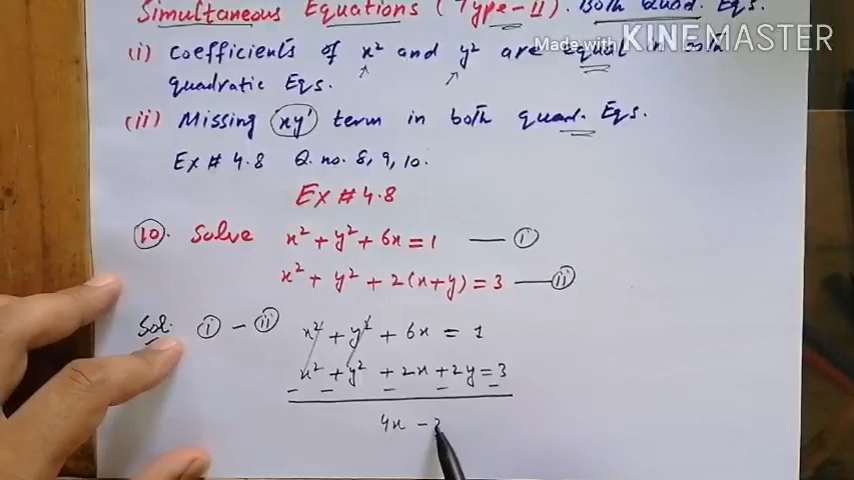 Simultaneous Equations (Type-II). Both Quad. Eqs.
Made with KINEMASTER
(i) Coefficients of x² and y² are equal in both
quadratic Eqs.
(ii) Missing 'xy' term in both quad. Eqs.
Ex # 4.8 Q. no. 8, 9, 10.
Ex # 4.8
10. Solve x² + y² + 6x = 1 — (i)
x² + y² + 2(x+y) = 3 — (ii)
Sol. (i) - (ii) x² + y² + 6x = 1
x² + y² + 2x + 2y = 3
- - - - -
4x - 2